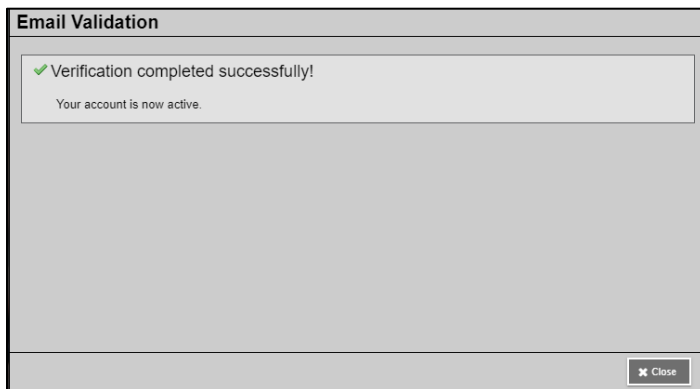 Email Validation
Verification completed successfully!
Your account is now active.
Close